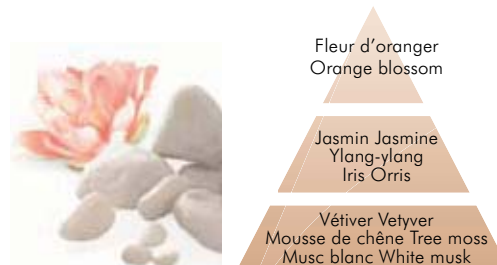 Fleur d’oranger
Orange blossom
Jasmin Jasmine
Ylang-ylang
Iris Orris
Vétiver Vetyver
Mousse de chêne Tree moss
Musc blanc White musk